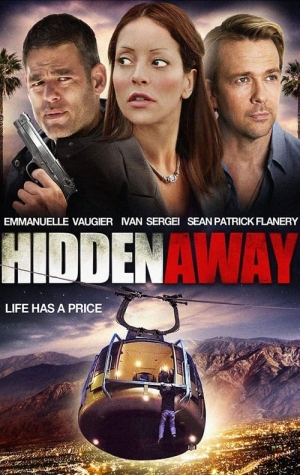 EMMANUELLE VAUGIER IVAN SERGEI SEAN PATRICK FLANERY
HIDDENAWAY
LIFE HAS A PRICE